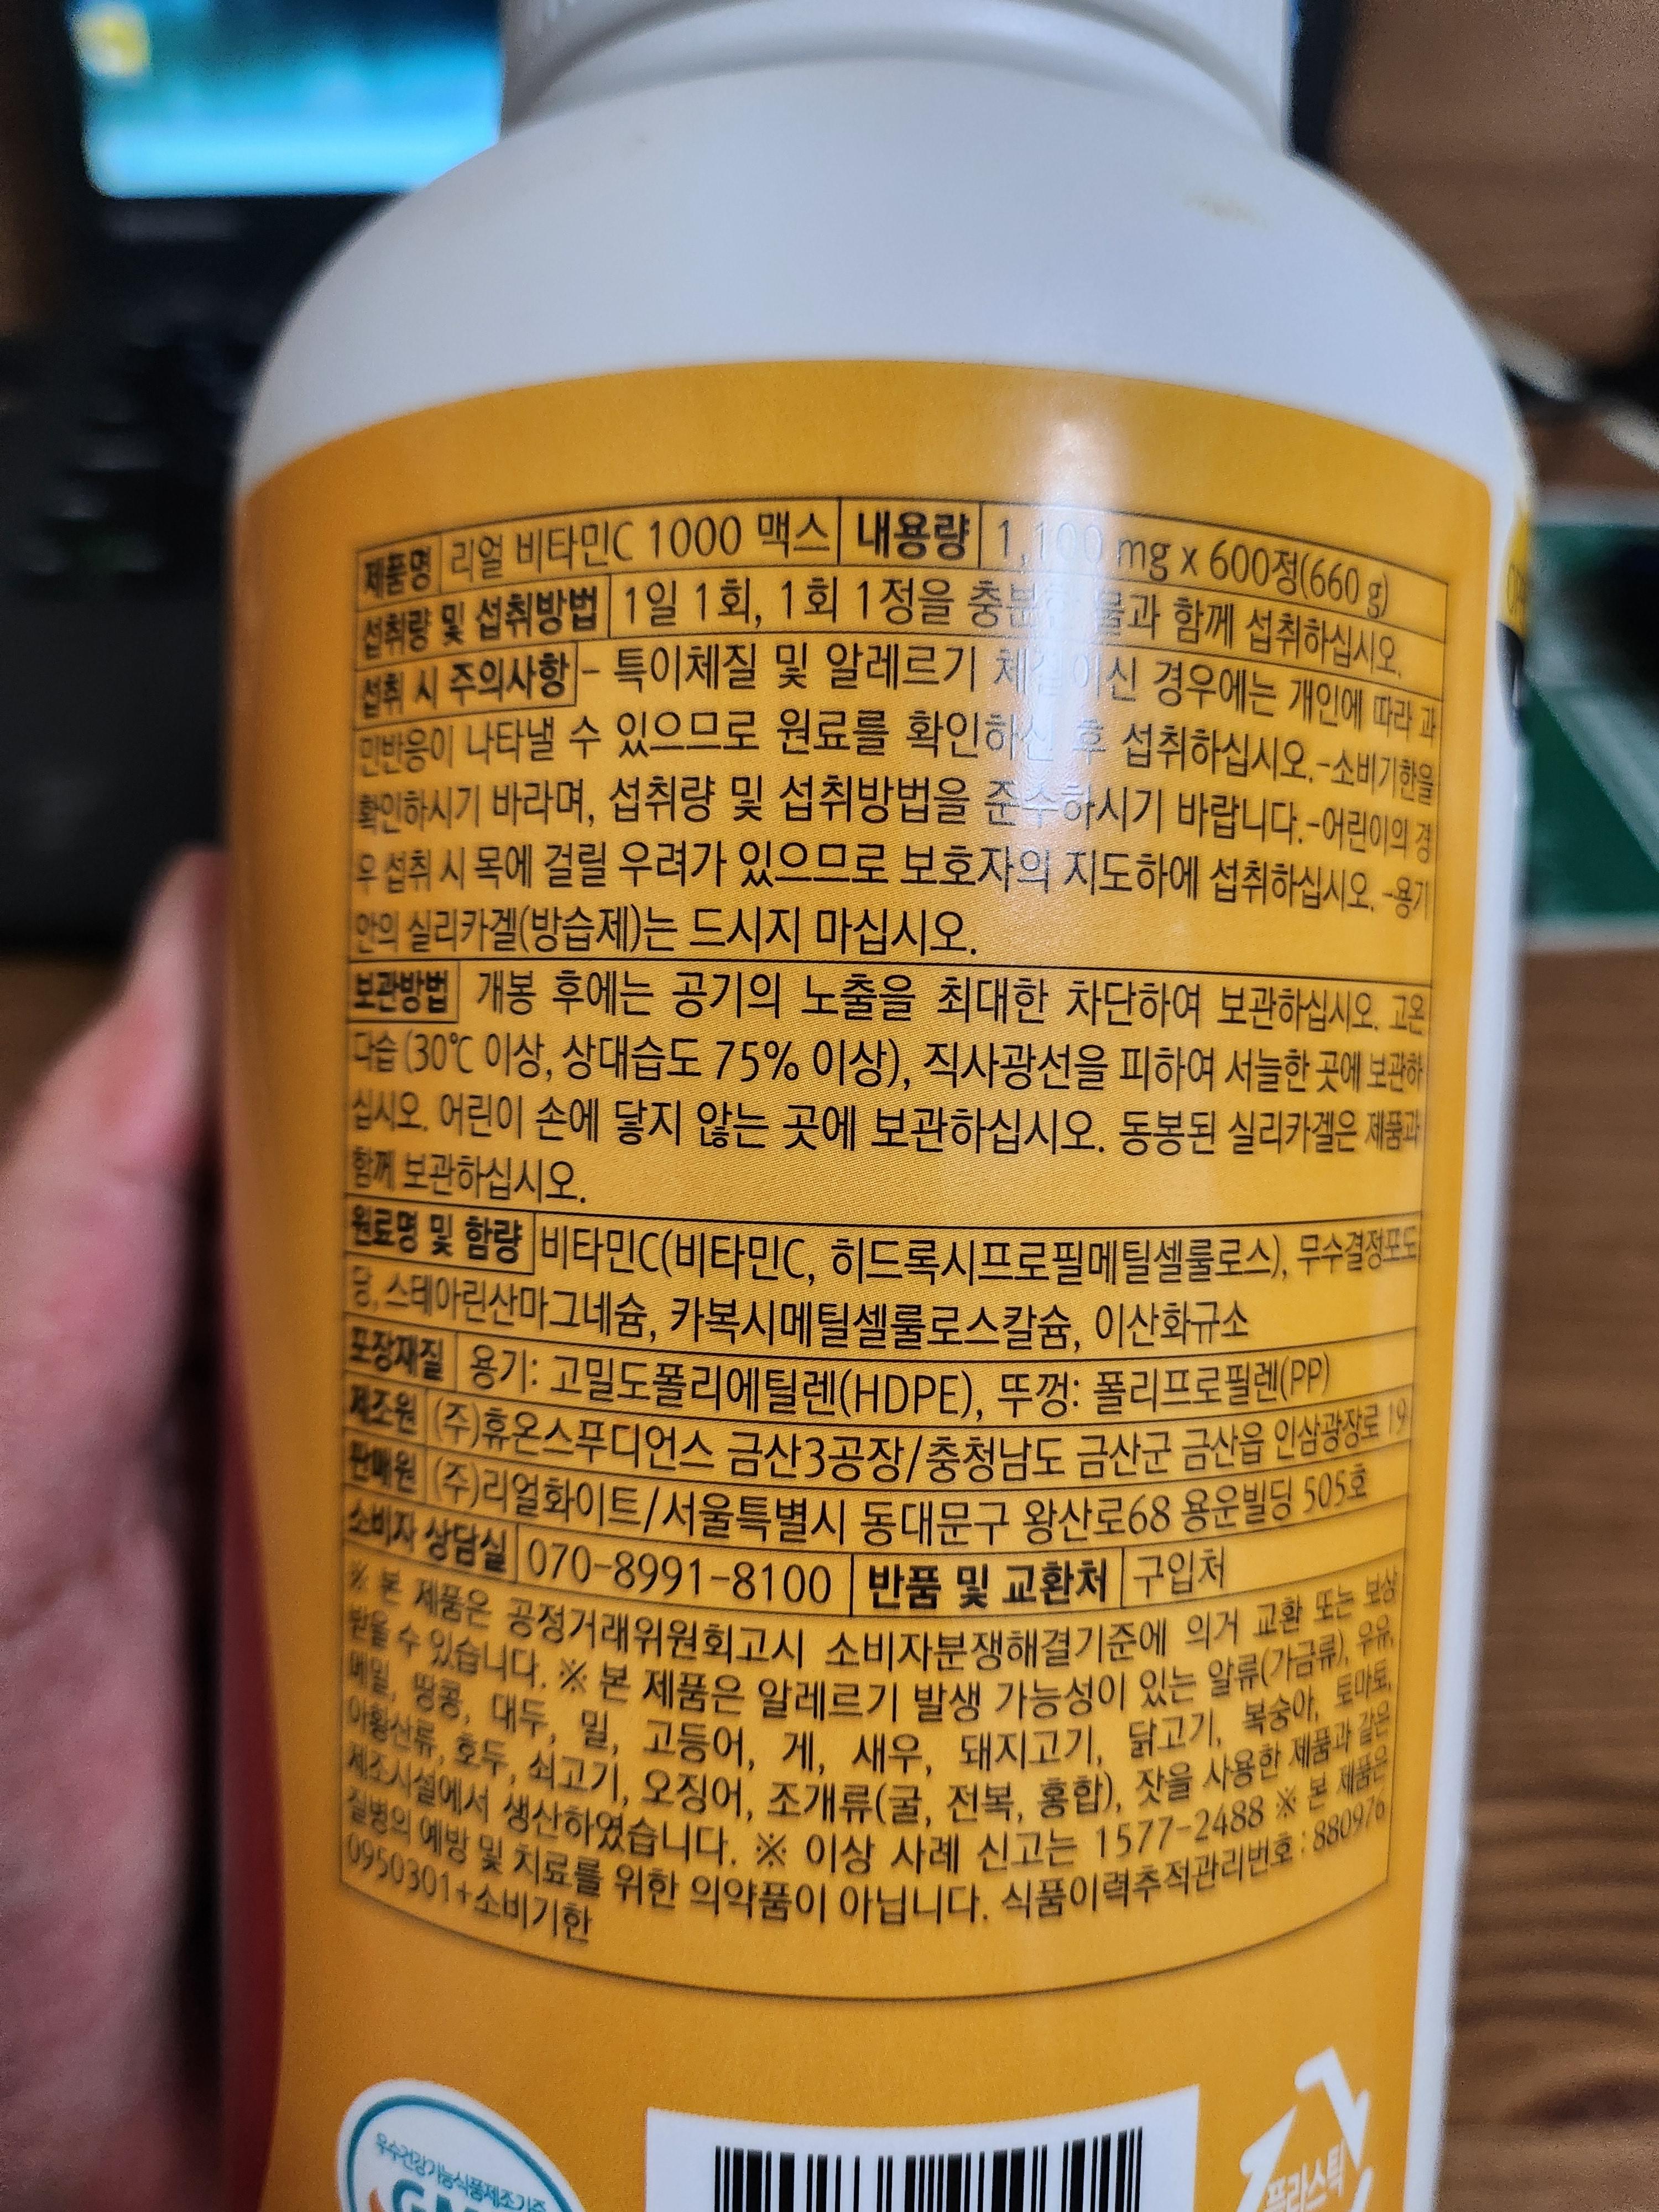 제품명 리얼 비타민C 1000 맥스 내용량 1,100 mg x 600정(660 g)
섭취량 및 섭취방법 1일 1회, 1회 1정을 충분한 물과 함께 섭취하십시오.
섭취 시 주의사항 - 특이체질 및 알레르기 체질이신 경우에는 개인에 따라 과
민반응이 나타낼 수 있으므로 원료를 확인하신 후 섭취하십시오.-소비기한을
확인하시기 바라며, 섭취량 및 섭취방법을 준수하시기 바랍니다.-어린이의 경
우 섭취 시 목에 걸릴 우려가 있으므로 보호자의 지도하에 섭취하십시오. -용기
안의 실리카겔(방습제)는 드시지 마십시오.
보관방법 개봉 후에는 공기의 노출을 최대한 차단하여 보관하십시오. 고온
다습(30℃ 이상, 상대습도 75% 이상), 직사광선을 피하여 서늘한 곳에 보관하
십시오. 어린이 손에 닿지 않는 곳에 보관하십시오. 동봉된 실리카겔은 제품과
함께 보관하십시오.
원료명 및 함량 비타민C(비타민C, 히드록시프로필메틸셀룰로스), 무수결정포도
당, 스테아린산마그네슘, 카복시메틸셀룰로스칼슘, 이산화규소
포장재질 용기: 고밀도폴리에틸렌(HDPE), 뚜껑: 폴리프로필렌(PP)
제조원 (주)휴온스푸디언스 금산3공장/충청남도 금산군 금산읍 인삼광장로 19
판매원 (주)리얼화이트/서울특별시 동대문구 왕산로68 용운빌딩 505호
소비자 상담실 070-8991-8100 반품 및 교환처 구입처
※ 본 제품은 공정거래위원회고시 소비자분쟁해결기준에 의거 교환 또는 보상
받을 수 있습니다. ※ 본 제품은 알레르기 발생 가능성이 있는 알류(가금류), 우유,
메밀, 땅콩, 대두, 밀, 고등어, 게, 새우, 돼지고기, 닭고기, 복숭아, 토마토,
아황산류, 호두, 쇠고기, 오징어, 조개류(굴, 전복, 홍합), 잣을 사용한 제품과 같은
제조시설에서 생산하였습니다. ※ 이상 사례 신고는 1577-2488 ※ 본 제품은
질병의 예방 및 치료를 위한 의약품이 아닙니다. 식품이력추적관리번호 : 880976
0950301+소비기한
우수건강기능식품제조기준
플라스틱